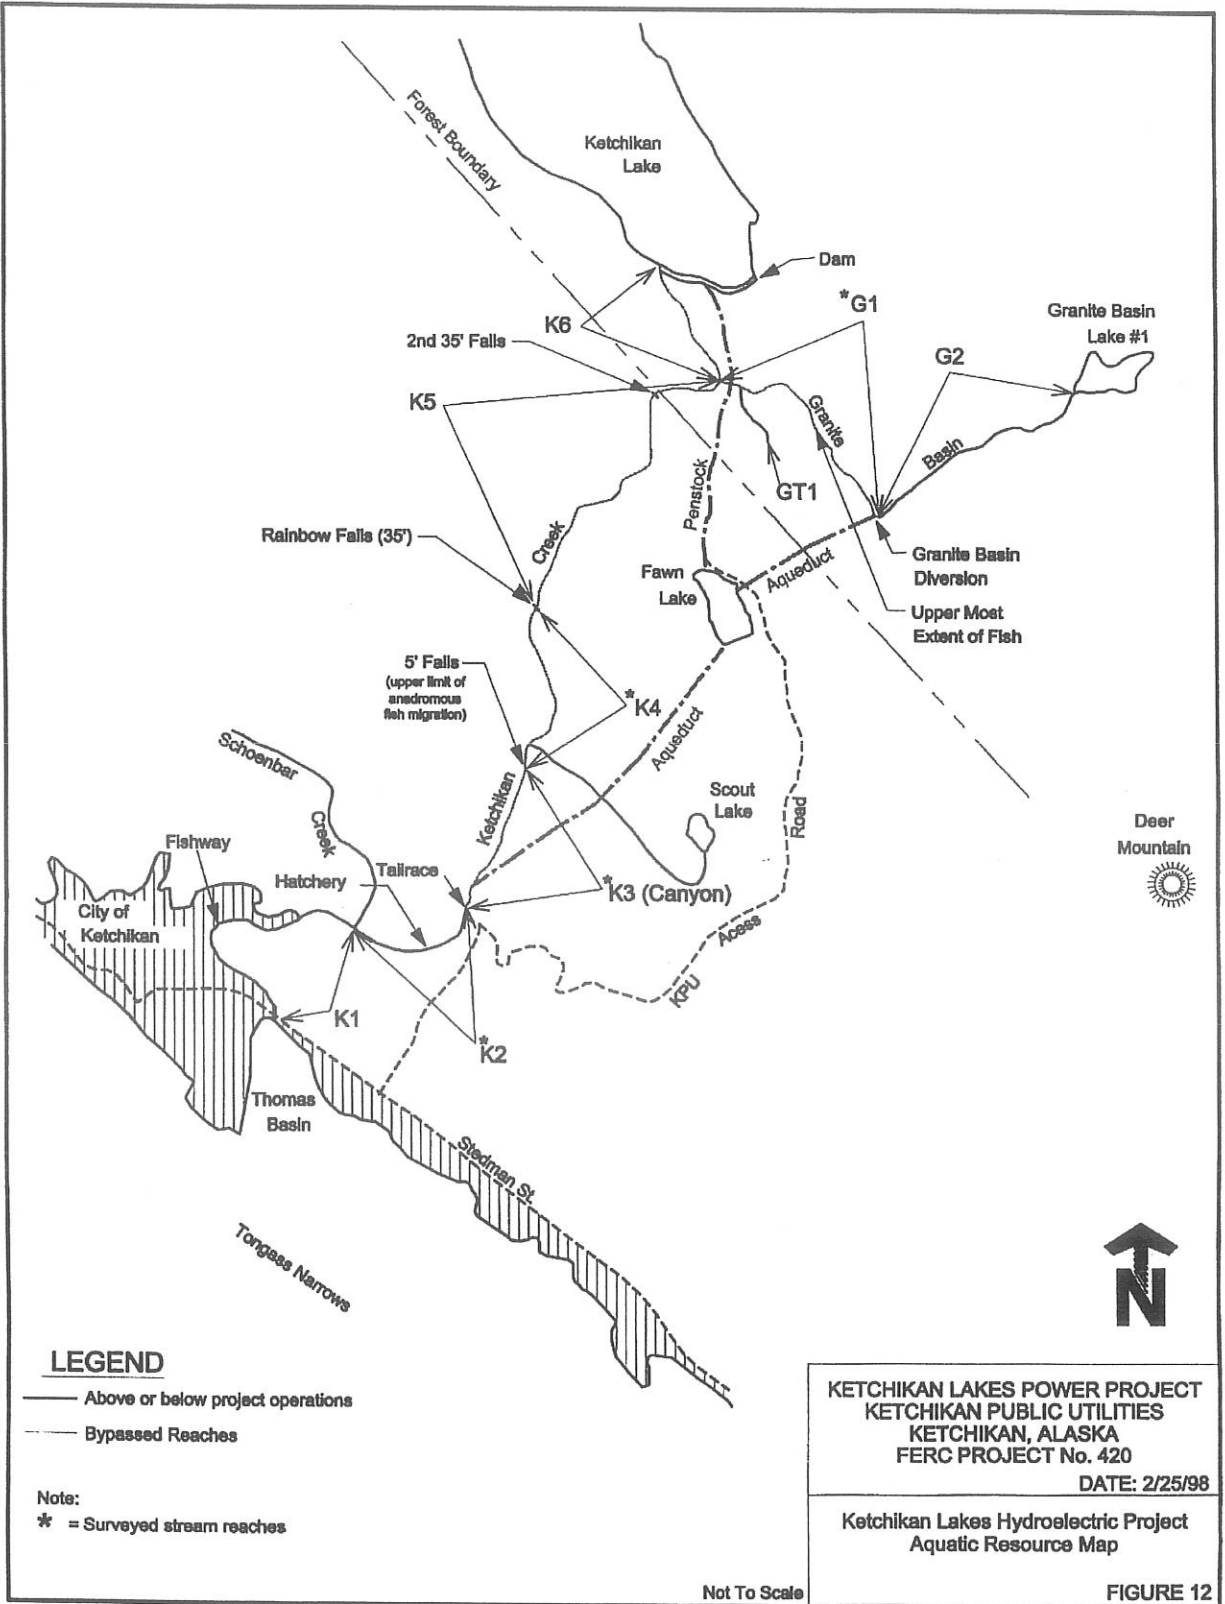 Forest Boundary
Ketchikan
Lake
Dam
*G1
Granite Basin
Lake #1
K6
2nd 35' Falls
G2
K5
Granite
Basin
GT1
Penstock
Rainbow Falls (35')
Creek
Aqueduct
Granite Basin
Diversion
Fawn
Lake
Upper Most
Extent of Fish
5' Falls
(upper limit of
anadromous
fish migration)
*K4
Aqueduct
Schoenbar
Creek
Ketchikan
Scout
Lake
Road
Deer
Mountain
Fishway
Hatchery
Tailrace
*K3 (Canyon)
City of
Ketchikan
Acess
KPU
K1
*K2
Thomas
Basin
Stedman St.
Tongass Narrows
N
LEGEND
Above or below project operations
Bypassed Reaches
Note:
* = Surveyed stream reaches
KETCHIKAN LAKES POWER PROJECT
KETCHIKAN PUBLIC UTILITIES
KETCHIKAN, ALASKA
FERC PROJECT No. 420
DATE: 2/25/98
Ketchikan Lakes Hydroelectric Project
Aquatic Resource Map
Not To Scale
FIGURE 12